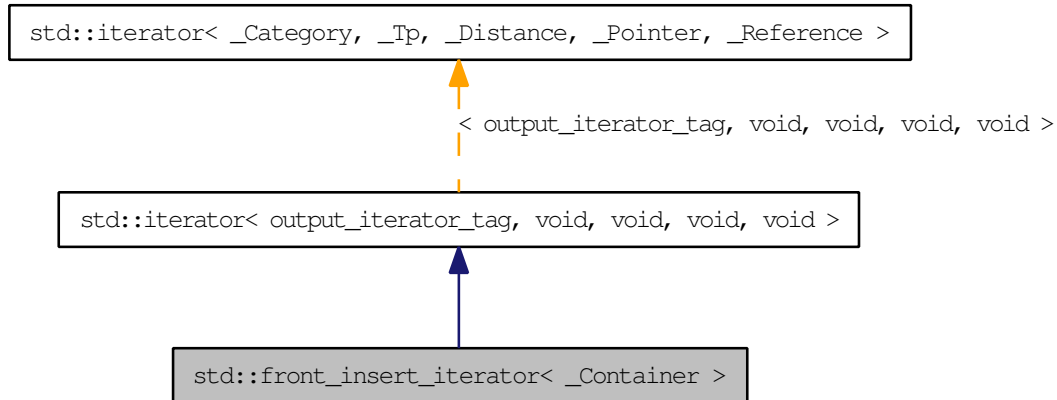 std::iterator< _Category, _Tp, _Distance, _Pointer, _Reference >
< output_iterator_tag, void, void, void, void >
std::iterator< output_iterator_tag, void, void, void, void >
std::front_insert_iterator< _Container >